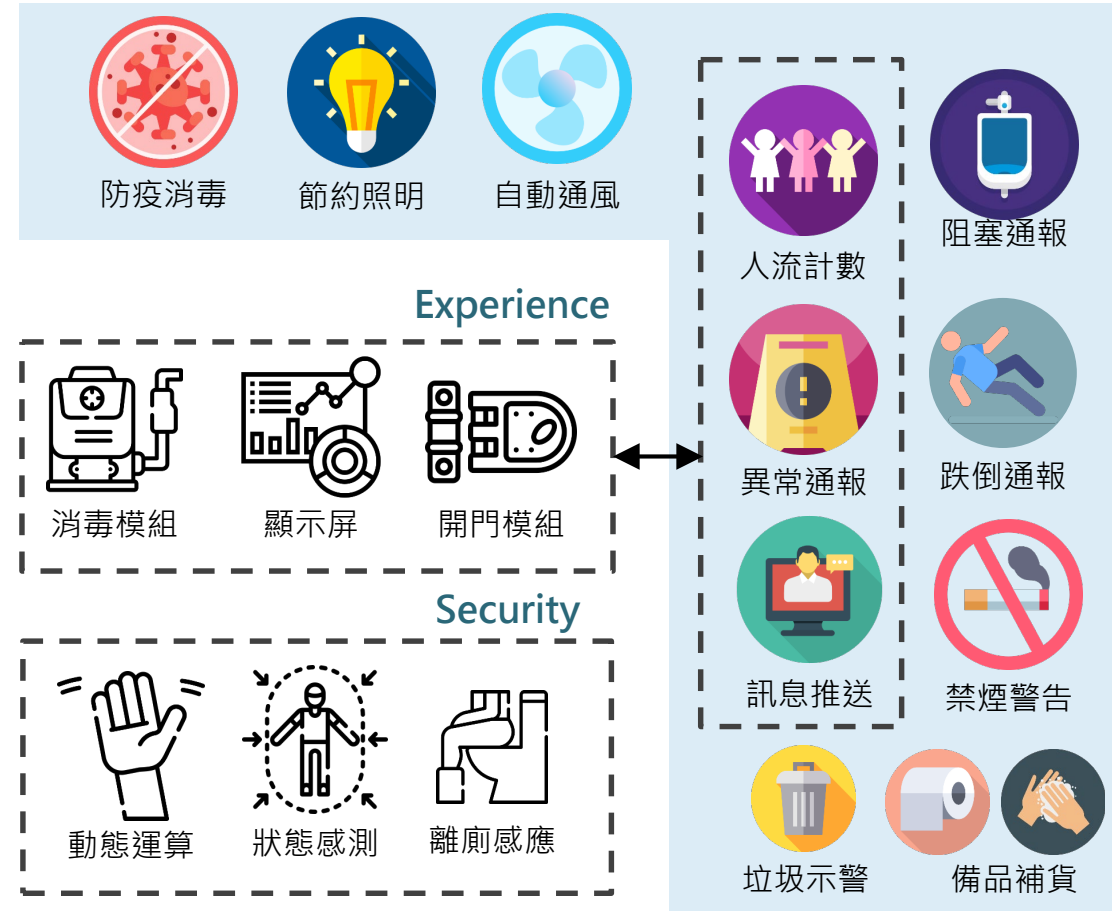 防疫消毒
節約照明
自動通風
人流計數
阻塞通報
異常通報
跌倒通報
訊息推送
禁煙警告
垃圾示警
備品補貨
Experience
消毒模組
顯示屏
開門模組
Security
動態運算
狀態感測
離廁感應